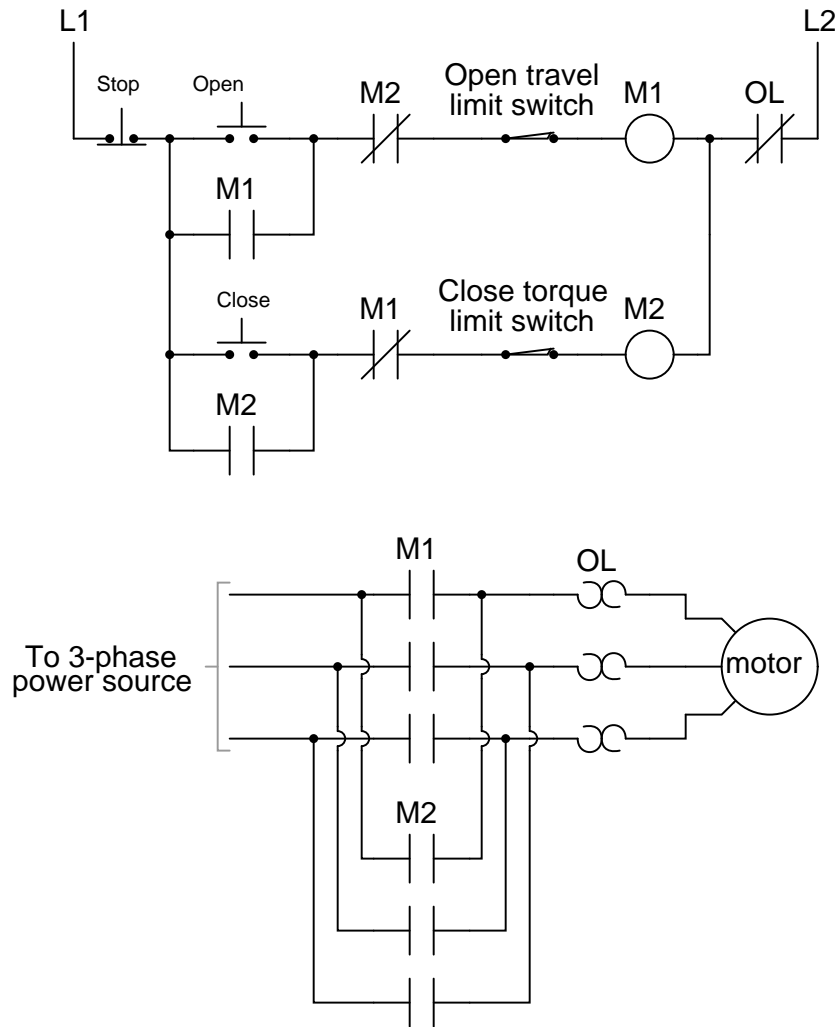 L1
L2
Stop
Open
M2
Open travel
limit switch
M1
OL
M1
Close
M1
Close torque
limit switch
M2
M2
M1
OL
To 3-phase
power source
motor
M2